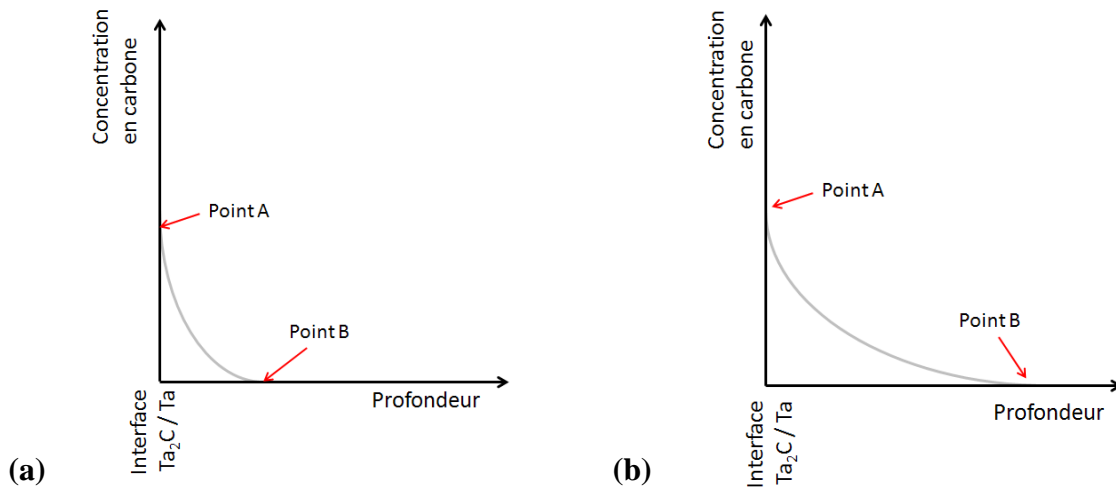 Concentration
en carbone
Point A
Point B
Profondeur
Interface
Ta₂C / Ta
(a)
Concentration
en carbone
Point A
Point B
Profondeur
Interface
Ta₂C / Ta
(b)